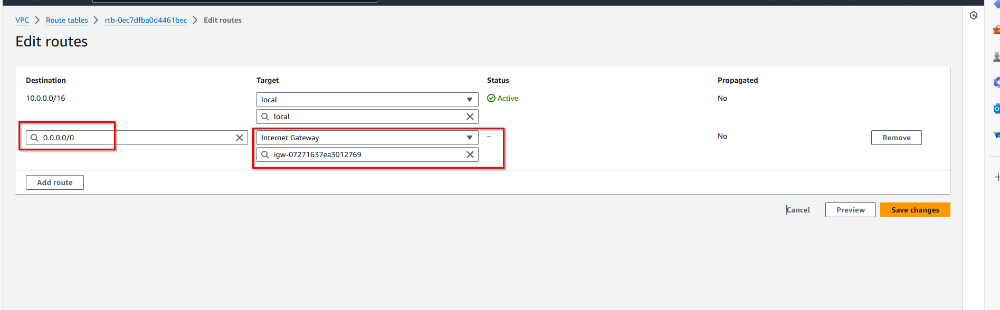 VPC > Route tables > rtb-0ec7dfba0d4461bec > Edit routes
Edit routes
Destination Target Status Propagated
10.0.0.0/16 local Active No
local
0.0.0.0/0 Internet Gateway – No Remove
igw-07271637ea3012769
Add route
Cancel Preview Save changes